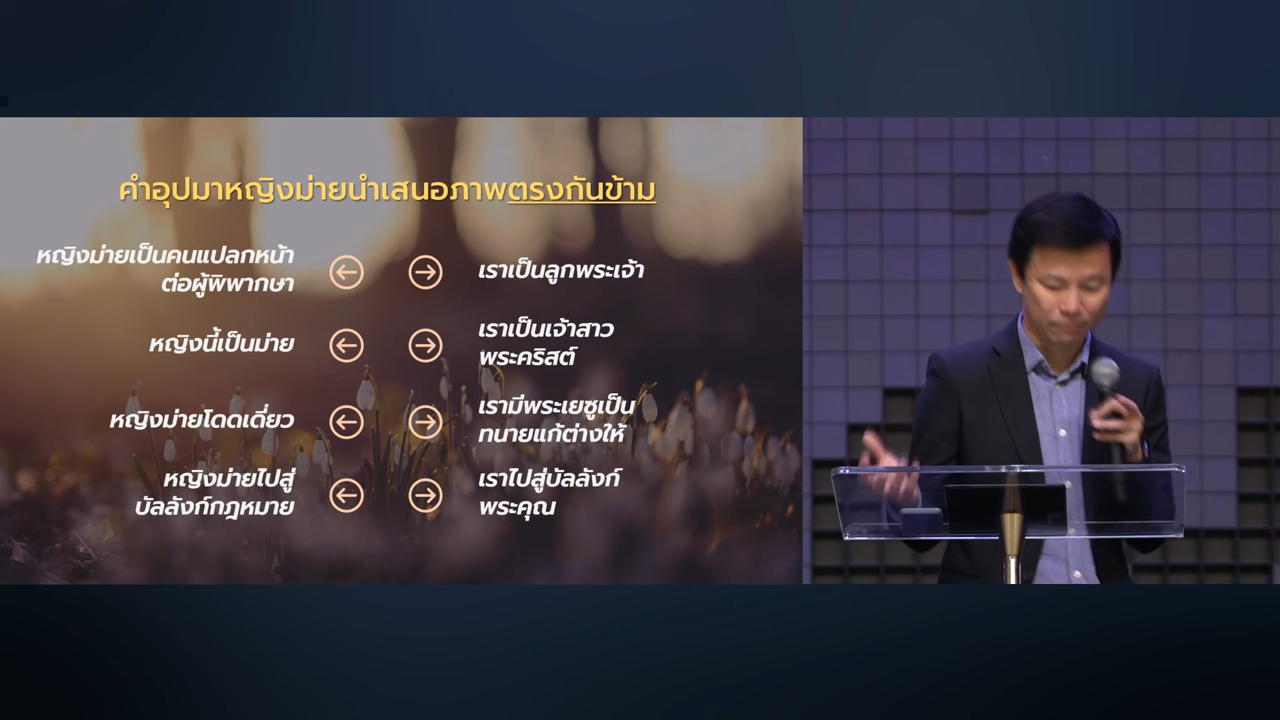 คำอุปมาหญิงม่ายนำเสนอภาพตรงกันข้าม
หญิงม่ายเป็นคนแปลกหน้า
ต่อผู้พิพากษา
เราเป็นลูกพระเจ้า
หญิงนี้เป็นม่าย
เราเป็นเจ้าสาว
พระคริสต์
หญิงม่ายโดดเดี่ยว
เรามีพระเยซูเป็น
ทนายแก้ต่างให้
หญิงม่ายไปสู่
บัลลังก์กฎหมาย
เราไปสู่บัลลังก์
พระคุณ